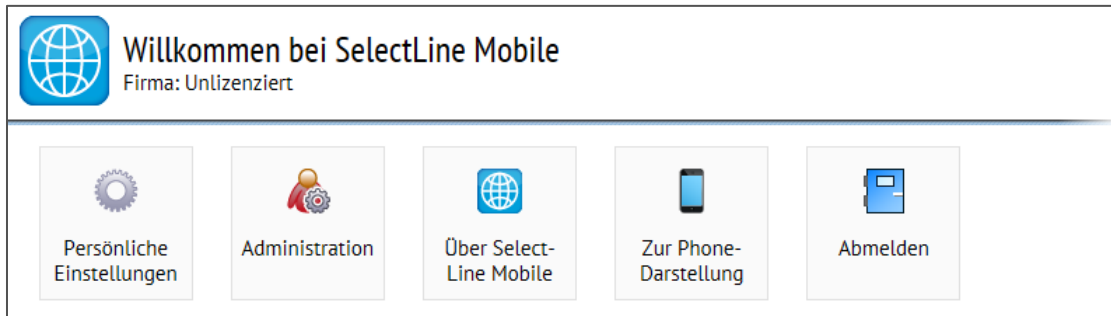 Willkommen bei SelectLine Mobile
Firma: Unlizenziert
Persönliche
Einstellungen
Administration
Über Select-
Line Mobile
Zur Phone-
Darstellung
Abmelden